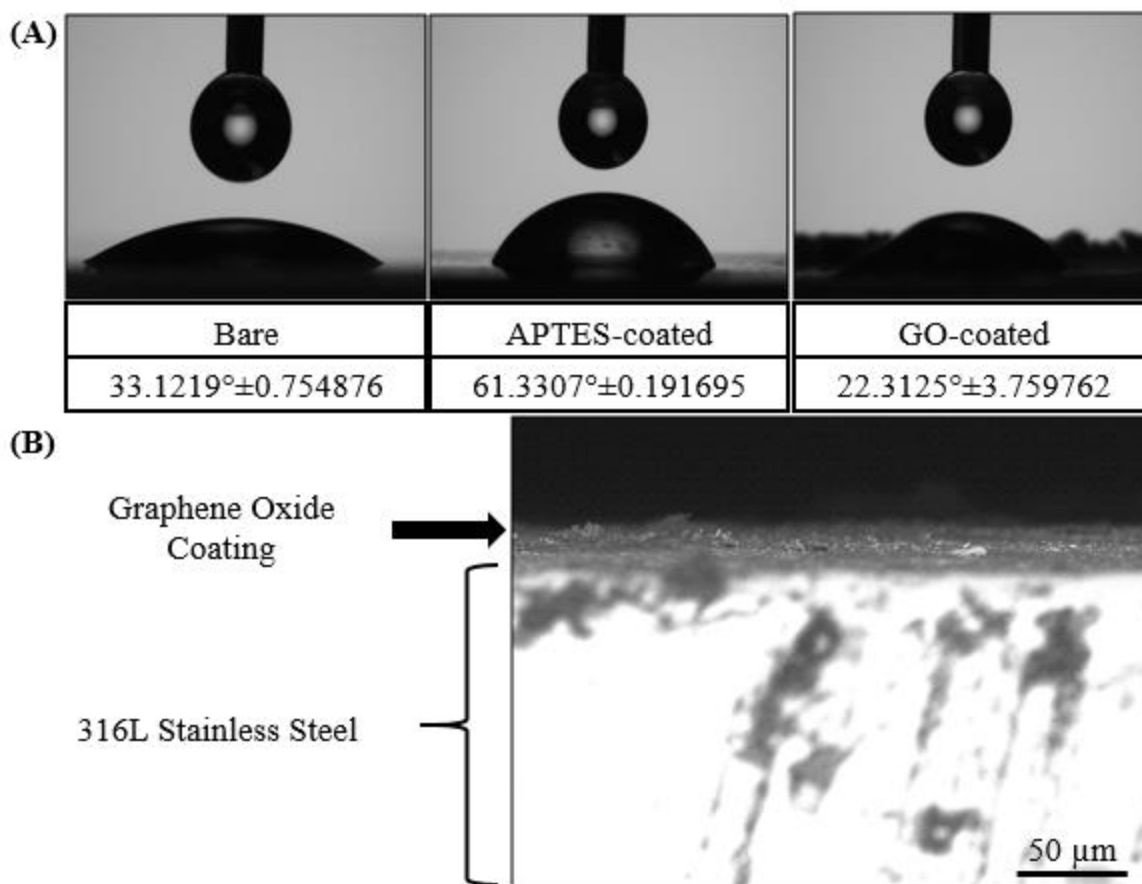 (A)
Bare
APTES-coated
GO-coated
33.1219°±0.754876
61.3307°±0.191695
22.3125°±3.759762
(B)
Graphene Oxide
Coating
316L Stainless Steel
50 µm